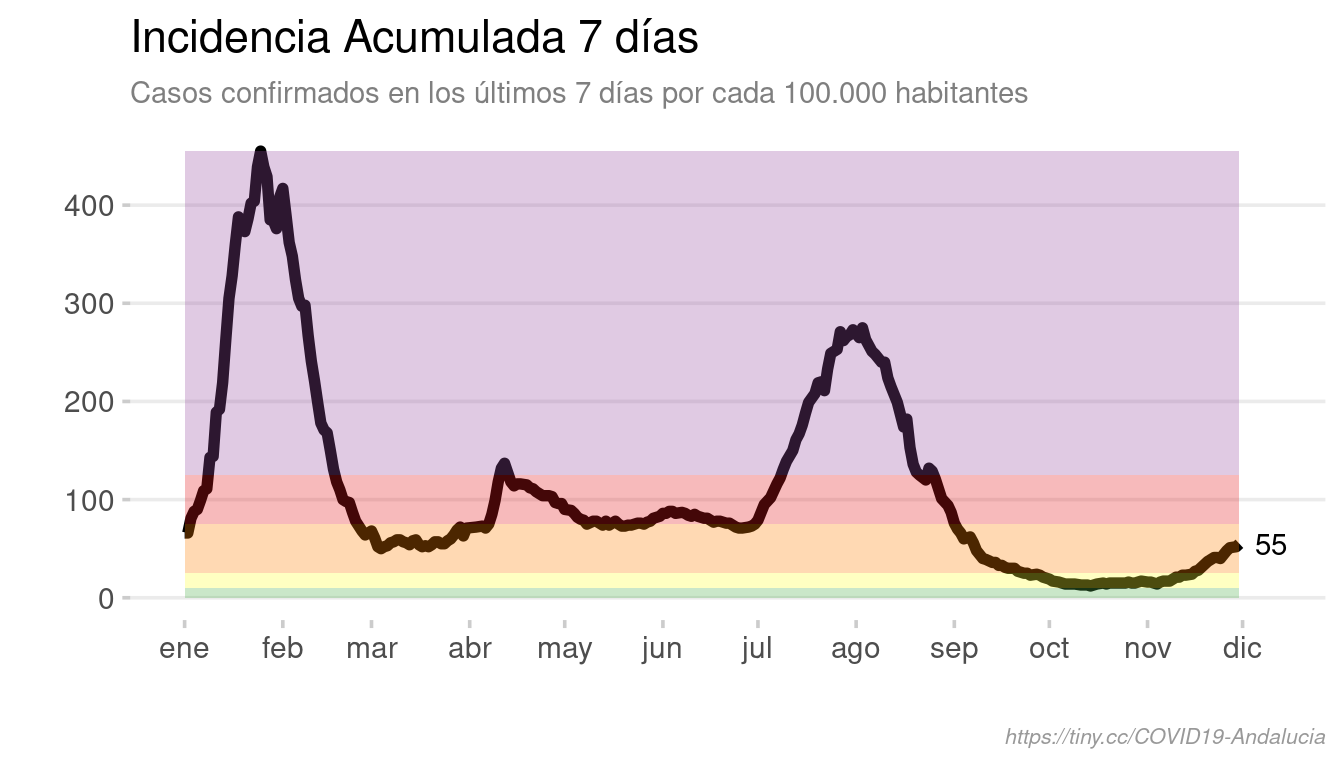 Incidencia Acumulada 7 días
Casos confirmados en los últimos 7 días por cada 100.000 habitantes
400
300
200
100
0
55
ene feb mar abr may jun jul ago sep oct nov dic
https://tiny.cc/COVID19-Andalucia